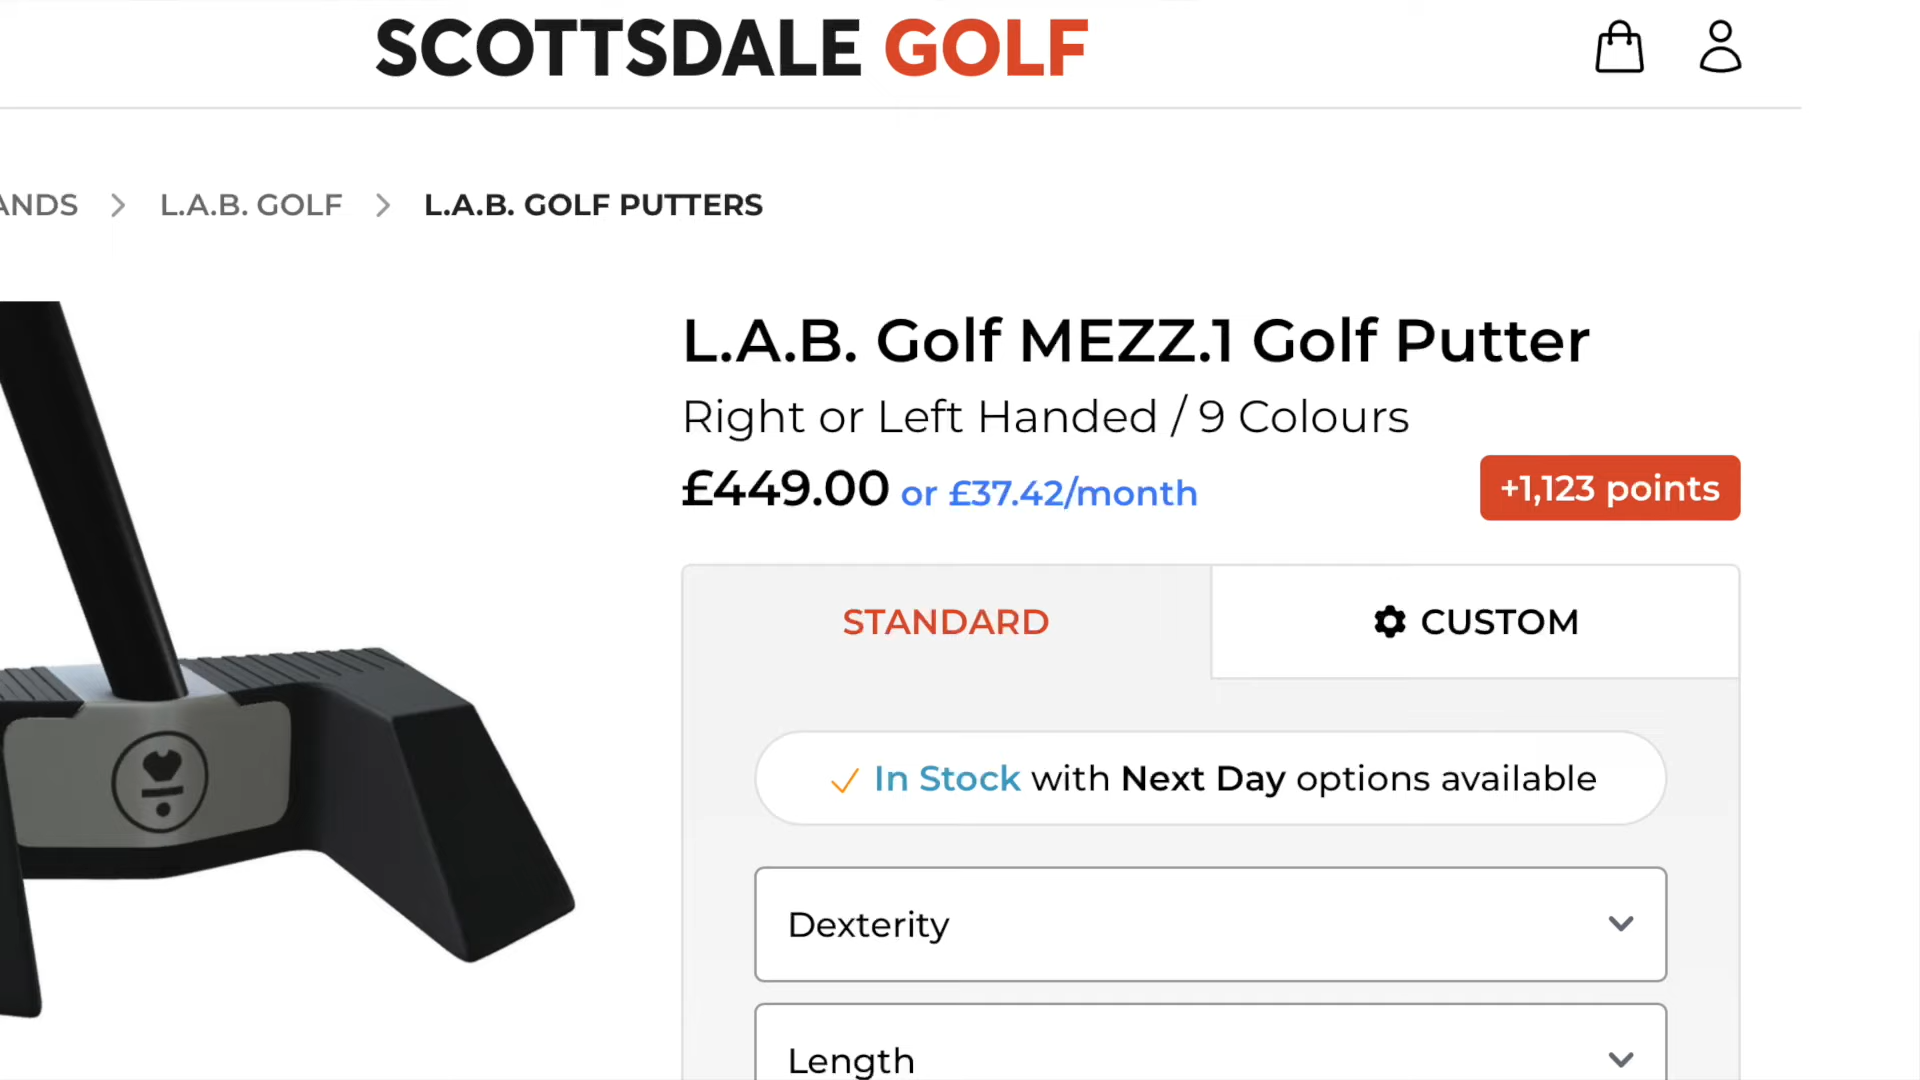 SCOTTSDALE GOLF
ANDS > L.A.B. GOLF > L.A.B. GOLF PUTTERS
L.A.B. Golf MEZZ.1 Golf Putter
Right or Left Handed / 9 Colours
£449.00 or £37.42/month
+1,123 points
STANDARD
CUSTOM
In Stock with Next Day options available
Dexterity
Length